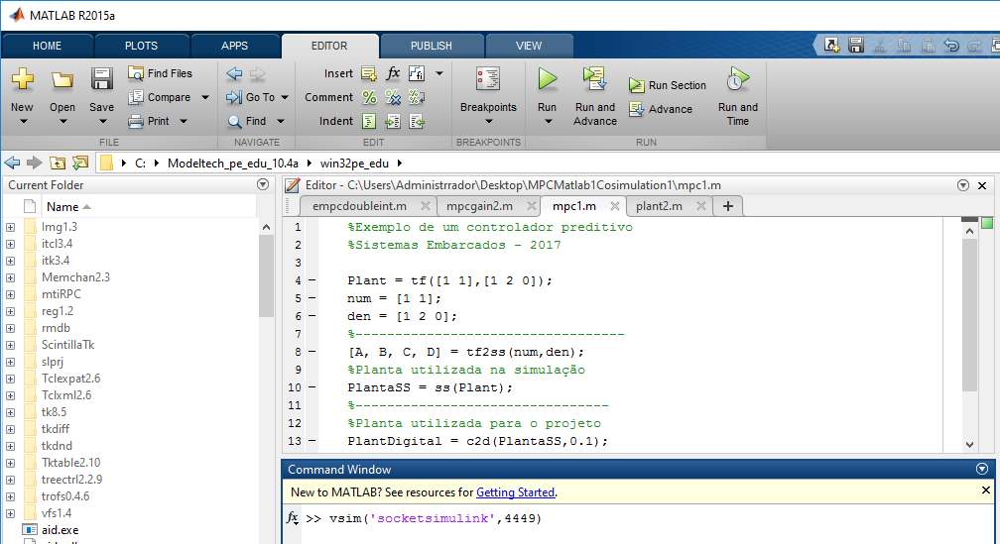 MATLAB R2015a
HOME PLOTS APPS EDITOR PUBLISH VIEW
New Open Save Find Files Compare Print
Go To Find
Insert fx
Comment
Indent
Breakpoints
Run Run and Advance Run Section Advance Run and Time
FILE NAVIGATE EDIT BREAKPOINTS RUN
C: Modeltech_pe_edu_10.4a win32pe_edu
Current Folder
Name
Img1.3
itcl3.4
itk3.4
Memchan2.3
mtiRPC
reg1.2
rmdb
ScintillaTk
slprj
Tclexpat2.6
Tclxml2.6
tk8.5
tkdiff
tkdnd
Tktable2.10
treectrl2.2.9
trofs0.4.6
vfs1.4
aid.exe
Editor - C:\Users\Administrrador\Desktop\MPCMatlab1Cosimulation1\mpc1.m
empcdoubleint.m mpcgain2.m mpc1.m plant2.m
1 %Exemplo de um controlador preditivo
2 %Sistemas Embarcados - 2017
3
4 Plant = tf([1 1],[1 2 0]);
5 num = [1 1];
6 den = [1 2 0];
7 %----------------------------------
8 [A, B, C, D] = tf2ss(num,den);
9 %Planta utilizada na simulação
10 PlantaSS = ss(Plant);
11 %--------------------------------
12 %Planta utilizada para o projeto
13 PlantDigital = c2d(PlantaSS,0.1);
Command Window
New to MATLAB? See resources for Getting Started.
fx >> vsim('socketsimulink',4449)